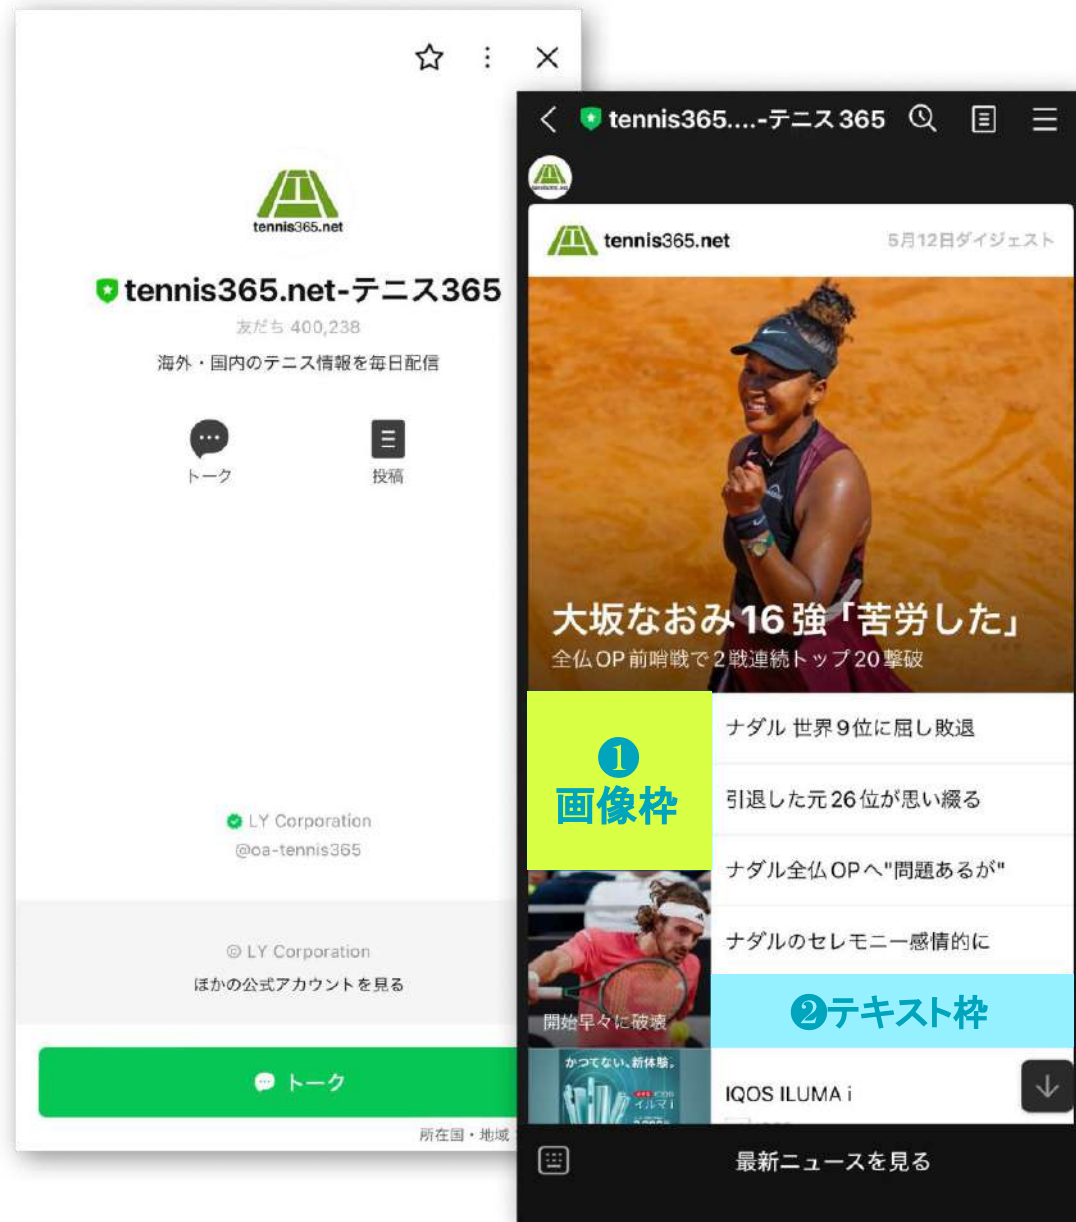 tennis365.net
tennis365.net-テニス365
友だち 400,238
海外・国内のテニス情報を毎日配信
トーク
投稿
LY Corporation
@oa-tennis365
© LY Corporation
ほかの公式アカウントを見る
トーク
所在国・地域
tennis365....-テニス365
tennis365.net
5月12日ダイジェスト
大坂なおみ16強「苦労した」
全仏OP前哨戦で2戦連続トップ20撃破
❶
画像枠
ナダル 世界9位に屈し敗退
引退した元26位が思い綴る
ナダル全仏OPへ"問題あるが"
ナダルのセレモニー感情的に
開始早々に破壊
❷テキスト枠
かつてない、新体験。
イルマ i
IQOS ILUMA i
最新ニュースを見る